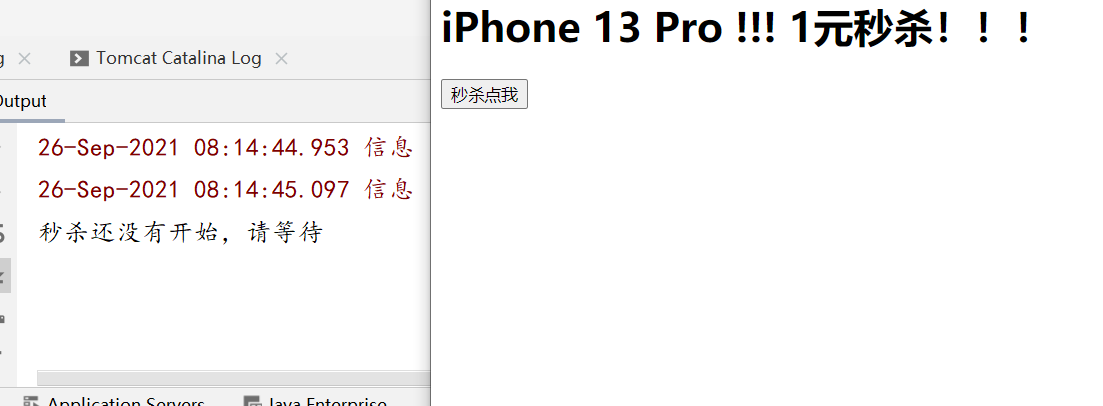 Tomcat Catalina Log
Output
26-Sep-2021 08:14:44.953 信息
26-Sep-2021 08:14:45.097 信息
秒杀还没有开始，请等待
Application Servers
Java Enterprise
iPhone 13 Pro !!! 1元秒杀！！！
秒杀点我